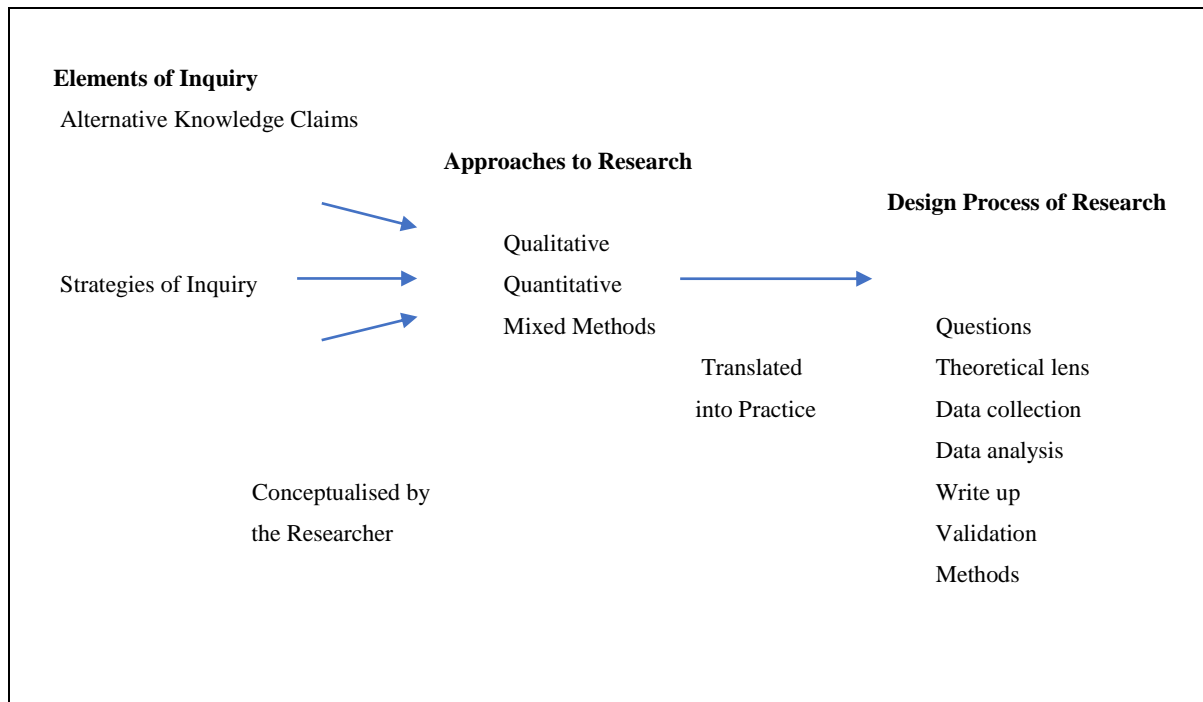 Elements of Inquiry
Alternative Knowledge Claims
Approaches to Research
Design Process of Research
Qualitative
Strategies of Inquiry
Quantitative
Mixed Methods
Questions
Translated
Theoretical lens
into Practice
Data collection
Data analysis
Conceptualised by
Write up
the Researcher
Validation
Methods